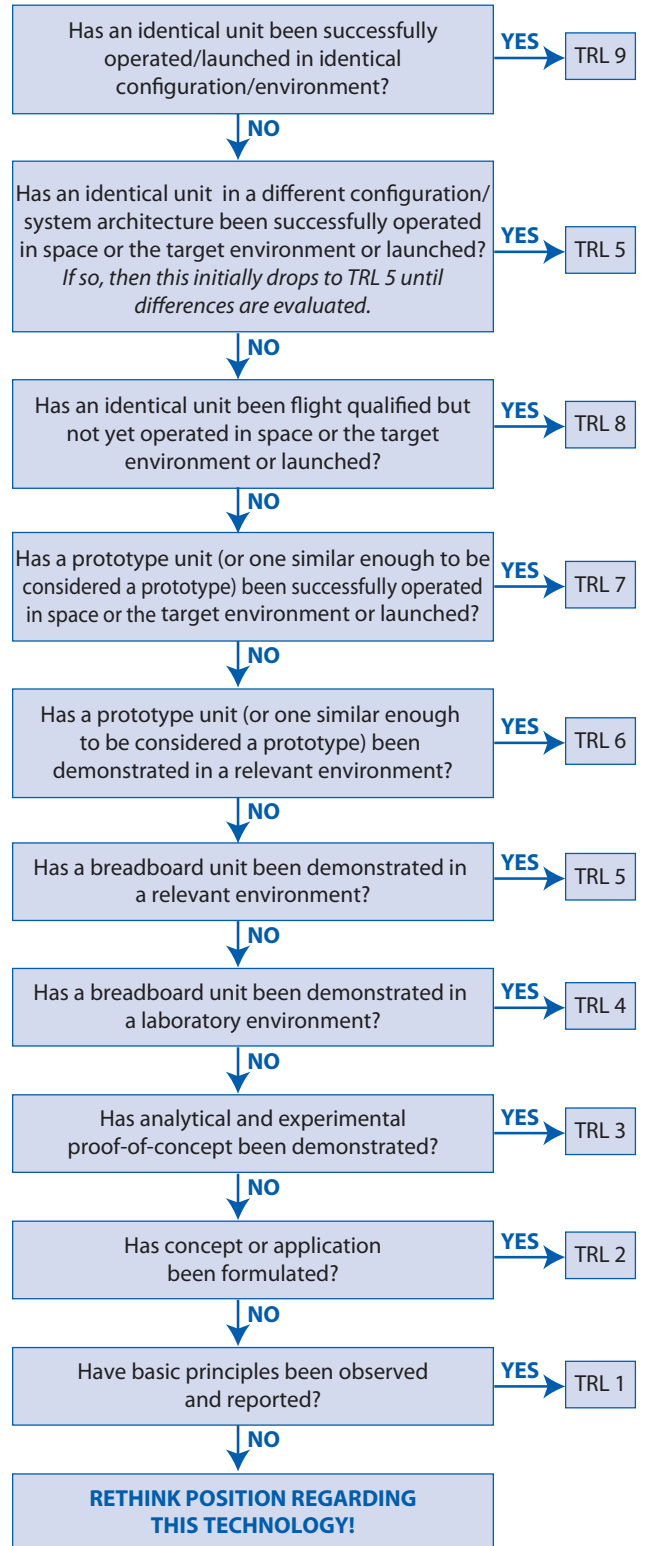 Has an identical unit been successfully
operated/launched in identical
configuration/environment?
YES
TRL 9
NO
Has an identical unit in a different configuration/
system architecture been successfully operated
in space or the target environment or launched?
If so, then this initially drops to TRL 5 until
differences are evaluated.
YES
TRL 5
NO
Has an identical unit been flight qualified but
not yet operated in space or the target
environment or launched?
YES
TRL 8
NO
Has a prototype unit (or one similar enough to be
considered a prototype) been successfully operated
in space or the target environment or launched?
YES
TRL 7
NO
Has a prototype unit (or one similar enough
to be considered a prototype) been
demonstrated in a relevant environment?
YES
TRL 6
NO
Has a breadboard unit been demonstrated in
a relevant environment?
YES
TRL 5
NO
Has a breadboard unit been demonstrated in
a laboratory environment?
YES
TRL 4
NO
Has analytical and experimental
proof-of-concept been demonstrated?
YES
TRL 3
NO
Has concept or application
been formulated?
YES
TRL 2
NO
Have basic principles been observed
and reported?
YES
TRL 1
NO
RETHINK POSITION REGARDING
THIS TECHNOLOGY!